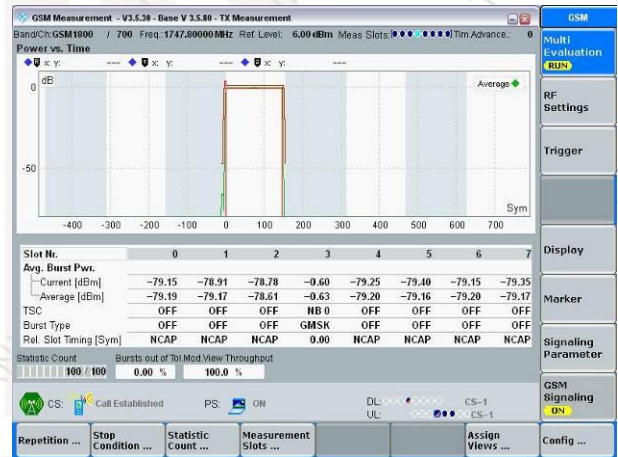 GSM Measurement - V3.5.30 - Base V 3.5.80 - TX Measurement
GSM
Band/Ch:GSM1800 / 700 Freq.:1747.80000 MHz Ref. Level: 6.00 dBm Meas Slots: Tim.Advance.: 0
Power vs. Time
x: y: --- x: y: --- x: y: ---
dB
Average
0
-50
Sym
-400 -300 -200 -100 0 100 200 300 400 500 600 700
Slot Nr. 0 1 2 3 4 5 6 7
Avg. Burst Pwr.
Current [dBm] -79.15 -78.91 -78.78 -0.60 -79.25 -79.40 -79.15 -79.35
Average [dBm] -79.19 -79.17 -78.61 -0.63 -79.20 -79.16 -79.20 -79.17
TSC OFF OFF OFF NB 0 OFF OFF OFF OFF
Burst Type OFF OFF OFF GMSK OFF OFF OFF OFF
Rel. Slot Timing [Sym] NCAP NCAP NCAP 0.00 NCAP NCAP NCAP NCAP
Statistic Count Bursts out of Tol. Mod.View Throughput
100 / 100 0.00 % 100.0 %
CS: Call Established PS: ON DL: CS-1
UL: CS-1
Multi Evaluation
RUN
RF Settings
Trigger
Display
Marker
Signaling Parameter
GSM Signaling
ON
Repetition ... Stop Condition ... Statistic Count ... Measurement Slots ... Assign Views ... Config ...